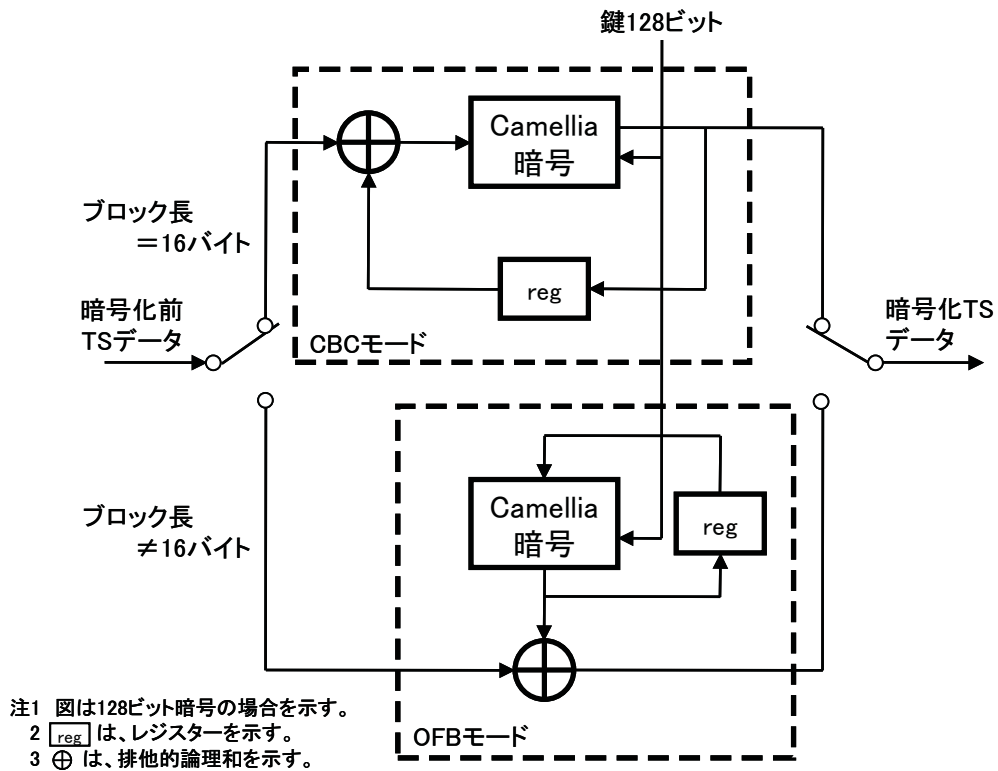 鍵128ビット
Camellia
暗号
ブロック長
＝16バイト
reg
暗号化前
TSデータ
暗号化TS
データ
CBCモード
Camellia
暗号
reg
ブロック長
≠16バイト
OFBモード
注1 図は128ビット暗号の場合を示す。
2 reg は、レジスターを示す。
3 ⊕ は、排他的論理和を示す。